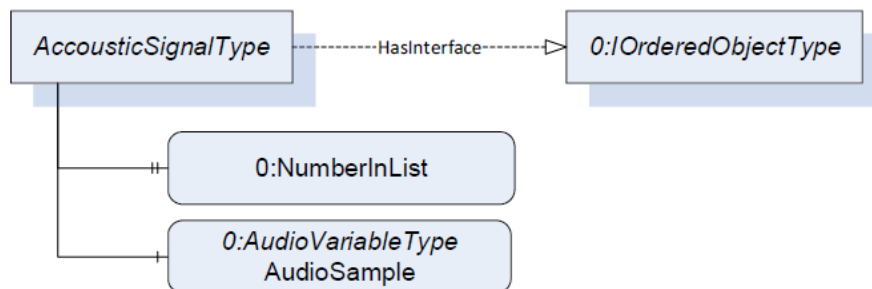 AccousticSignalType
HasInterface
0:IOrderedObjectType
0:NumberInList
0:AudioVariableType
AudioSample